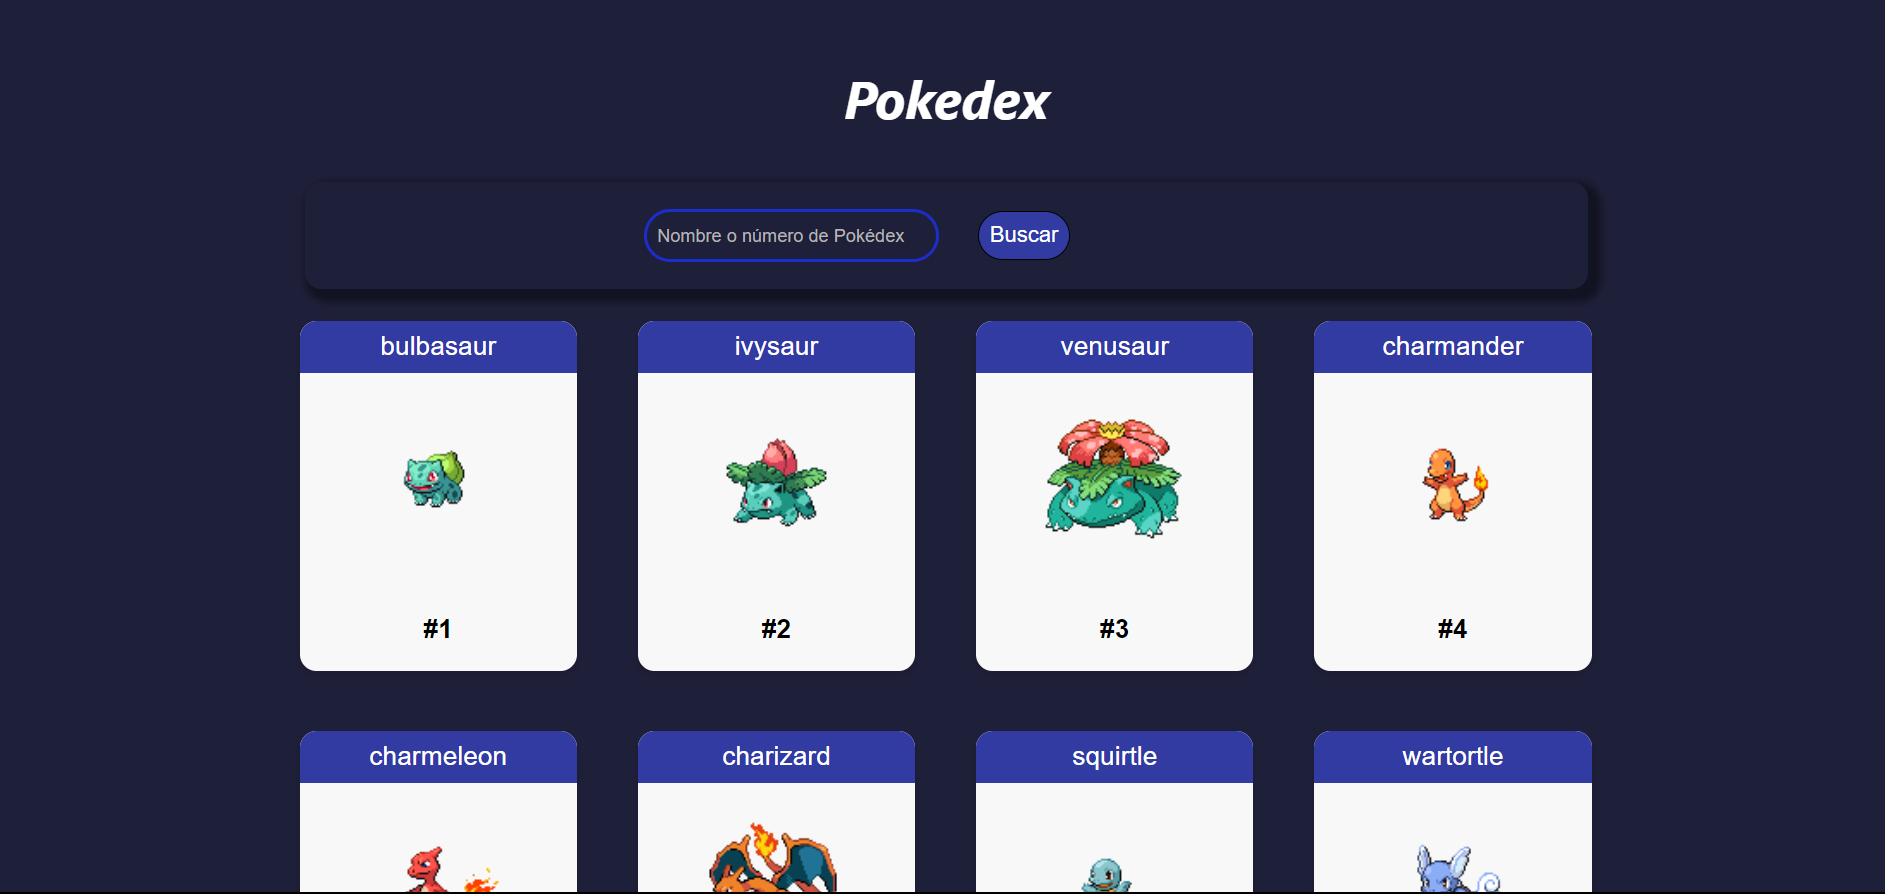 Pokedex
Nombre o número de Pokédex
Buscar
bulbasaur
ivysaur
venusaur
charmander
#1
#2
#3
#4
charmeleon
charizard
squirtle
wartortle